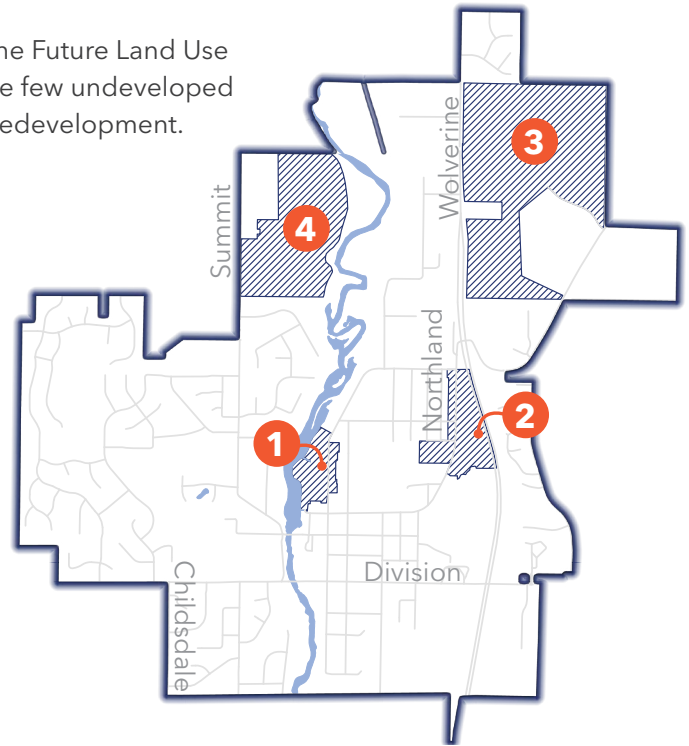 he Future Land Use
e few undeveloped
edevelopment.
Wolverine
3
Summit
4
Northland
2
1
Division
Childsdale